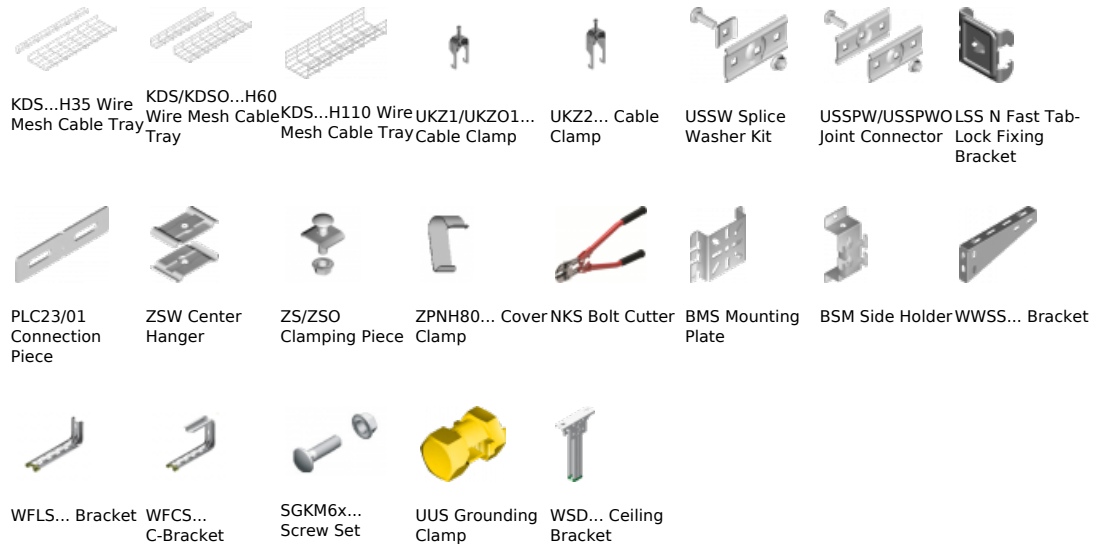 KDS...H35 Wire
Mesh Cable Tray
KDS/KDSO...H60
Wire Mesh Cable
Tray
KDS...H110 Wire
Mesh Cable Tray
UKZ1/UKZO1...
Cable Clamp
UKZ2... Cable
Clamp
USSW Splice
Washer Kit
USSPW/USSPWO
Joint Connector
LSS N Fast Tab-
Lock Fixing
Bracket
PLC23/01
Connection
Piece
ZSW Center
Hanger
ZS/ZSO
Clamping Piece
ZPNH80... Cover
Clamp
NKS Bolt Cutter
BMS Mounting
Plate
BSM Side Holder
WWSS... Bracket
WFLS... Bracket
WFCS...
C-Bracket
SGKM6x...
Screw Set
UUS Grounding
Clamp
WSD... Ceiling
Bracket